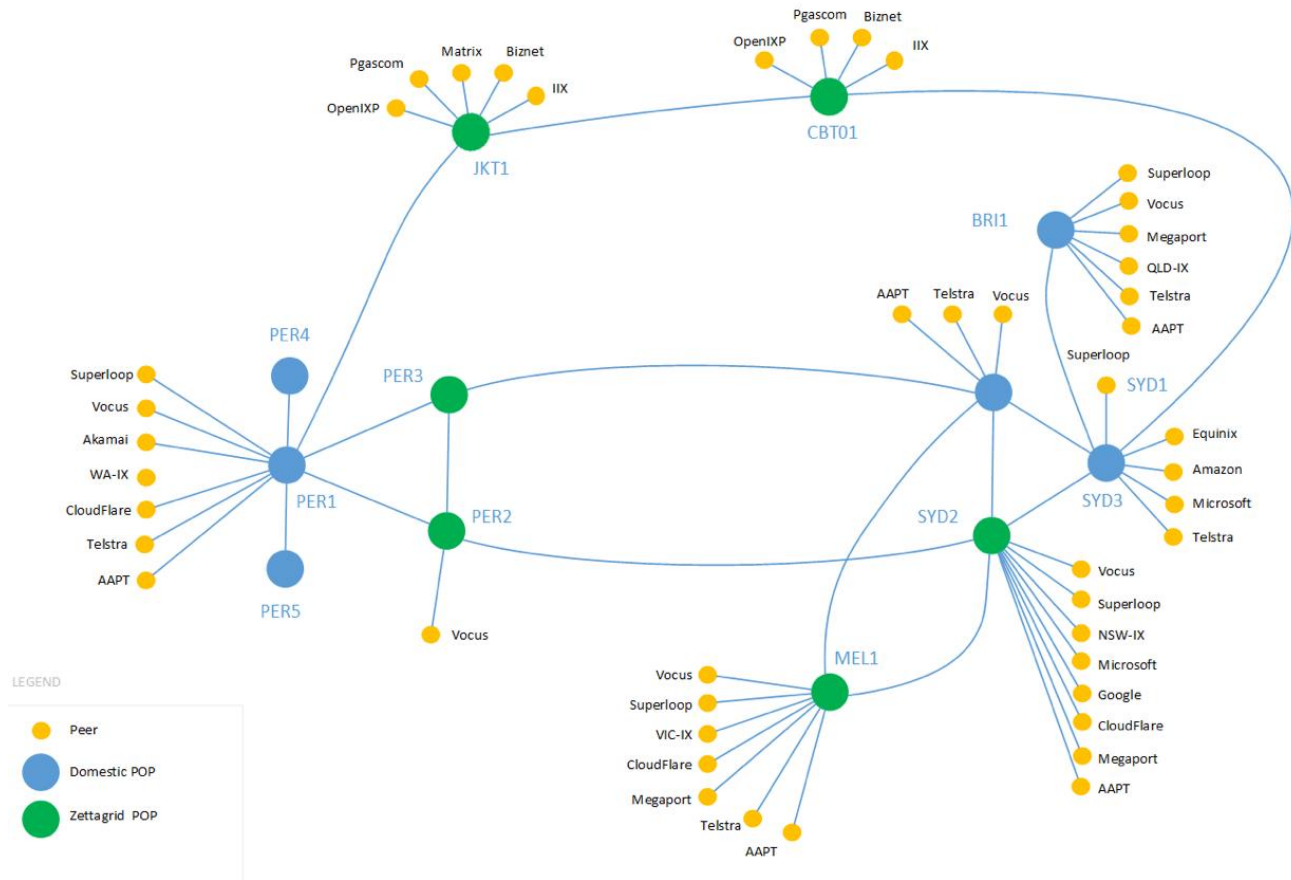 Pgascom
Biznet
OpenIXP
IIX
CBT01
Matrix
Biznet
Pgascom
IIX
OpenIXP
JKT1
Superloop
Vocus
BRI1
Megaport
QLD-IX
Telstra
AAPT
AAPT
Telstra
Vocus
Superloop
SYD1
PER4
PER3
Superloop
Vocus
Akamai
WA-IX
CloudFlare
Telstra
AAPT
PER1
PER5
PER2
Vocus
Equinix
Amazon
Microsoft
Telstra
SYD3
SYD2
Vocus
Superloop
NSW-IX
Microsoft
Google
CloudFlare
Megaport
AAPT
MEL1
Vocus
Superloop
VIC-IX
CloudFlare
Megaport
Telstra
AAPT
LEGEND
Peer
Domestic POP
Zettagrid POP